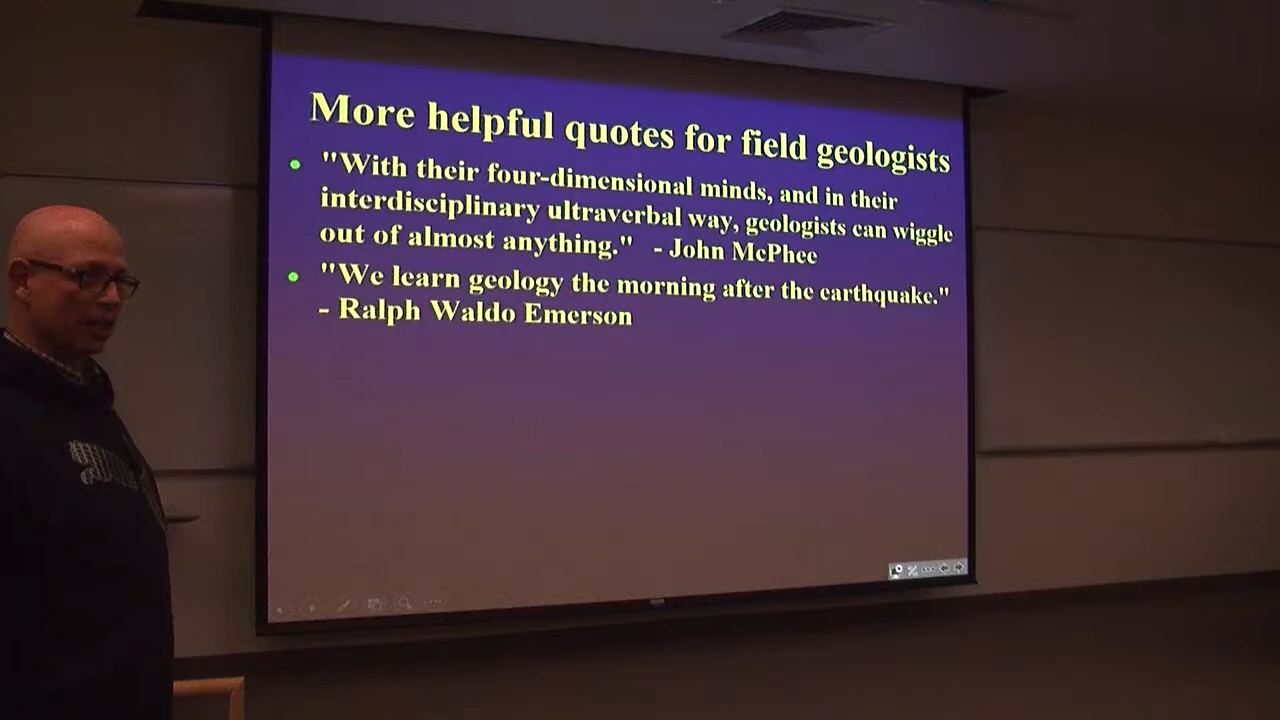 More helpful quotes for field geologists
"With their four-dimensional minds, and in their
interdisciplinary ultraverbal way, geologists can wiggle
out of almost anything." - John McPhee
"We learn geology the morning after the earthquake."
- Ralph Waldo Emerson